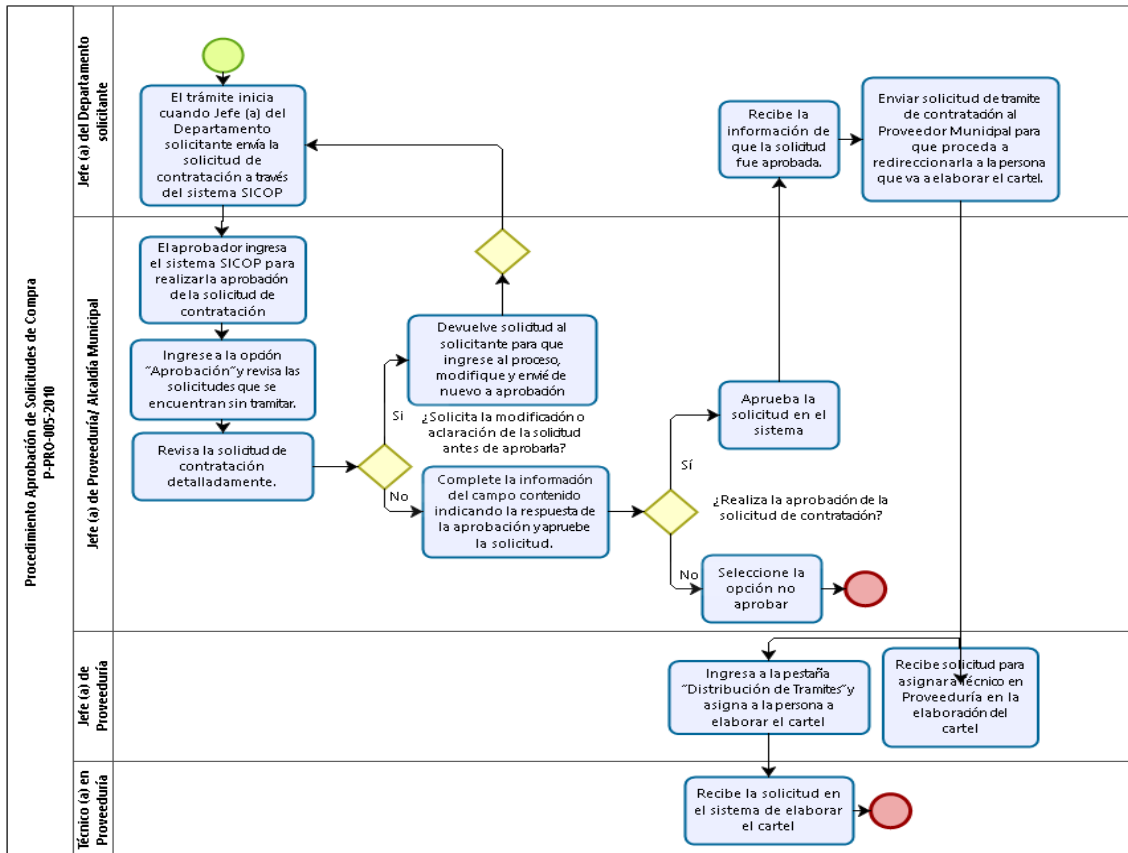 Procedimiento Aprobación de Solicitudes de Compra
P-PRO-005-2010
Jefe (a) del Departamento
solicitante
El trámite inicia
cuando Jefe (a) del
Departamento
solicitante envía la
solicitud de
contratación a través
del sistema SICOP
Recibe la
información de
que la solicitud
fue aprobada.
Enviar solicitud de tramite
de contratación al
Proveedor Municipal para
que proceda a
redireccionarla a la persona
que va a elaborar el cartel.
Jefe (a) de Proveeduría/ Alcaldía Municipal
El aprobador ingresa
el sistema SICOP para
realizar la aprobación
de la solicitud de
contratación
Ingrese a la opción
"Aprobación" y revisa las
solicitudes que se
encuentran sin tramitar.
Revisa la solicitud de
contratación
detalladamente.
Devuelve solicitud al
solicitante para que
ingrese al proceso,
modifique y envié de
nuevo a aprobación
Si
¿Solicita la modificación o
aclaración de la solicitud
antes de aprobarla?
No
Complete la información
del campo contenido
indicando la respuesta de
la aprobación y apruebe
la solicitud.
Aprueba la
solicitud en el
sistema
Sí
¿Realiza la aprobación de la
solicitud de contratación?
No
Seleccione la
opción no
aprobar
Jefe (a) de
Proveeduría
Ingresa a la pestaña
"Distribución de Tramites" y
asigna a la persona a
elaborar el cartel
Recibe solicitud para
asignar a Técnico en
Proveeduría en la
elaboración del
cartel
Técnico (a) en
Proveeduría
Recibe la solicitud en
el sistema de elaborar
el cartel